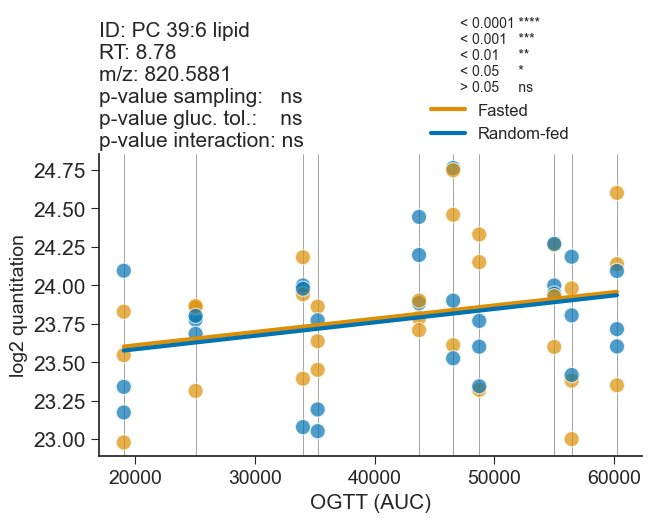 ID: PC 39:6 lipid
RT: 8.78
m/z: 820.5881
p-value sampling: ns
p-value gluc. tol.: ns
p-value interaction: ns
< 0.0001 ****
< 0.001 ***
< 0.01 **
< 0.05 *
> 0.05 ns
Fasted
Random-fed
log2 quantitation
24.75
24.50
24.25
24.00
23.75
23.50
23.25
23.00
20000 30000 40000 50000 60000
OGTT (AUC)